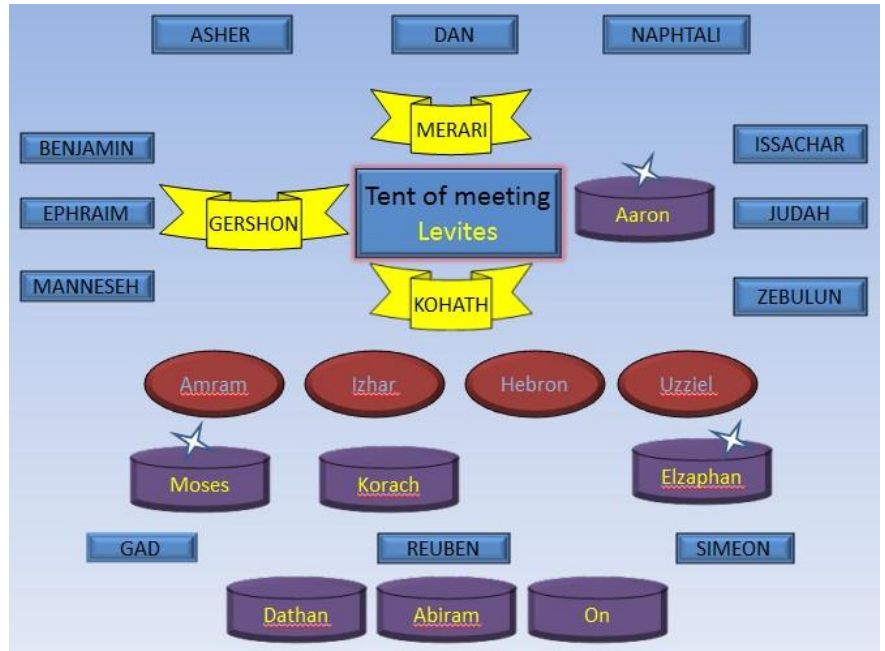 ASHER
DAN
NAPHTALI
MERARI
BENJAMIN
ISSACHAR
Tent of meeting
Levites
EPHRAIM
GERSHON
Aaron
JUDAH
MANNESEH
KOHATH
ZEBULUN
Amram
Izhar
Hebron
Uzziel
Moses
Korach
Elzaphan
GAD
REUBEN
SIMEON
Dathan
Abiram
On